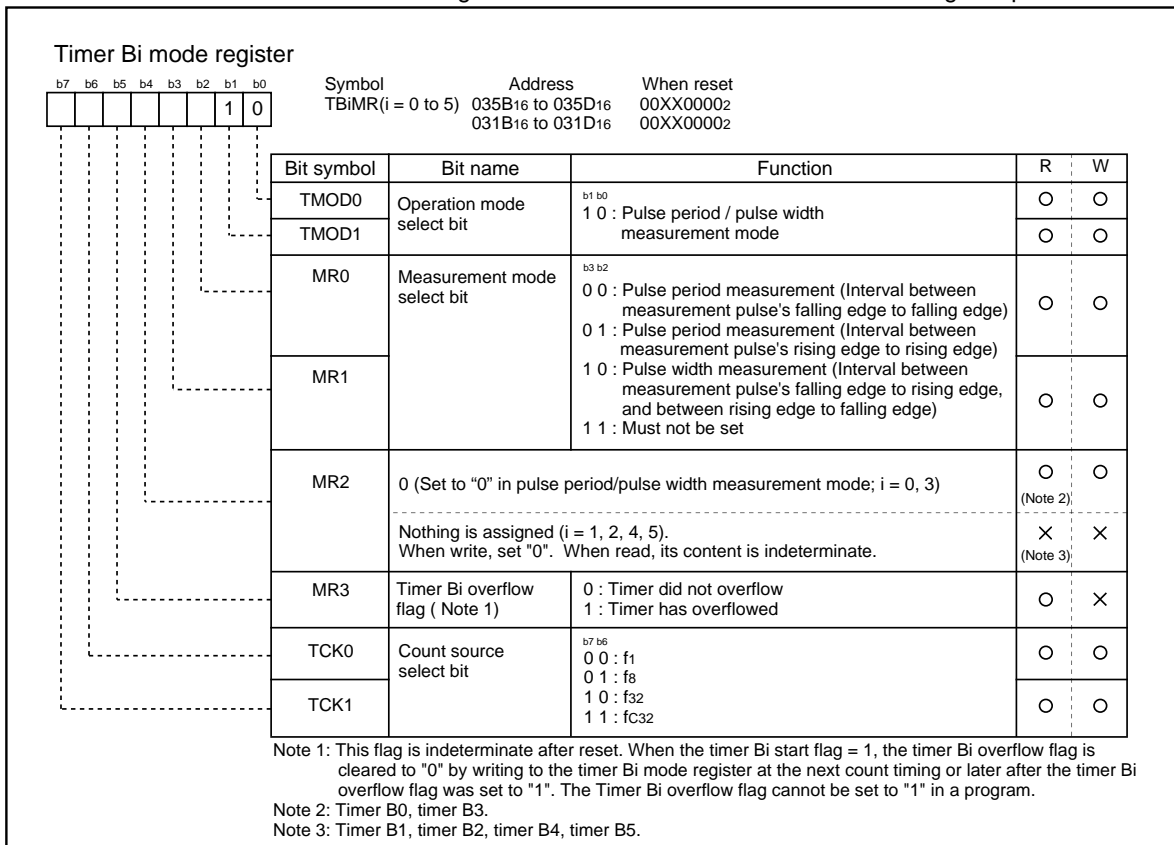 Timer Bi mode register
b7 b6 b5 b4 b3 b2 b1 b0
1 0
Symbol Address When reset
TBiMR(i = 0 to 5) 035B16 to 035D16 00XX00002
031B16 to 031D16 00XX00002
Bit symbol Bit name Function R W
TMOD0 Operation mode select bit
TMOD1
b1 b0
1 0 : Pulse period / pulse width
measurement mode
MR0 Measurement mode
select bit
MR1
b3 b2
0 0 : Pulse period measurement (Interval between
measurement pulse's falling edge to falling edge)
0 1 : Pulse period measurement (Interval between
measurement pulse's rising edge to rising edge)
1 0 : Pulse width measurement (Interval between
measurement pulse's falling edge to rising edge,
and between rising edge to falling edge)
1 1 : Must not be set
MR2 0 (Set to “0” in pulse period/pulse width measurement mode; i = 0, 3)
(Note 2)
Nothing is assigned (i = 1, 2, 4, 5).
When write, set "0". When read, its content is indeterminate.
(Note 3)
MR3 Timer Bi overflow
flag ( Note 1)
0 : Timer did not overflow
1 : Timer has overflowed
TCK0 Count source
select bit
TCK1
b7 b6
0 0 : f1
0 1 : f8
1 0 : f32
1 1 : fC32
Note 1: This flag is indeterminate after reset. When the timer Bi start flag = 1, the timer Bi overflow flag is
cleared to "0" by writing to the timer Bi mode register at the next count timing or later after the timer Bi
overflow flag was set to "1". The Timer Bi overflow flag cannot be set to "1" in a program.
Note 2: Timer B0, timer B3.
Note 3: Timer B1, timer B2, timer B4, timer B5.